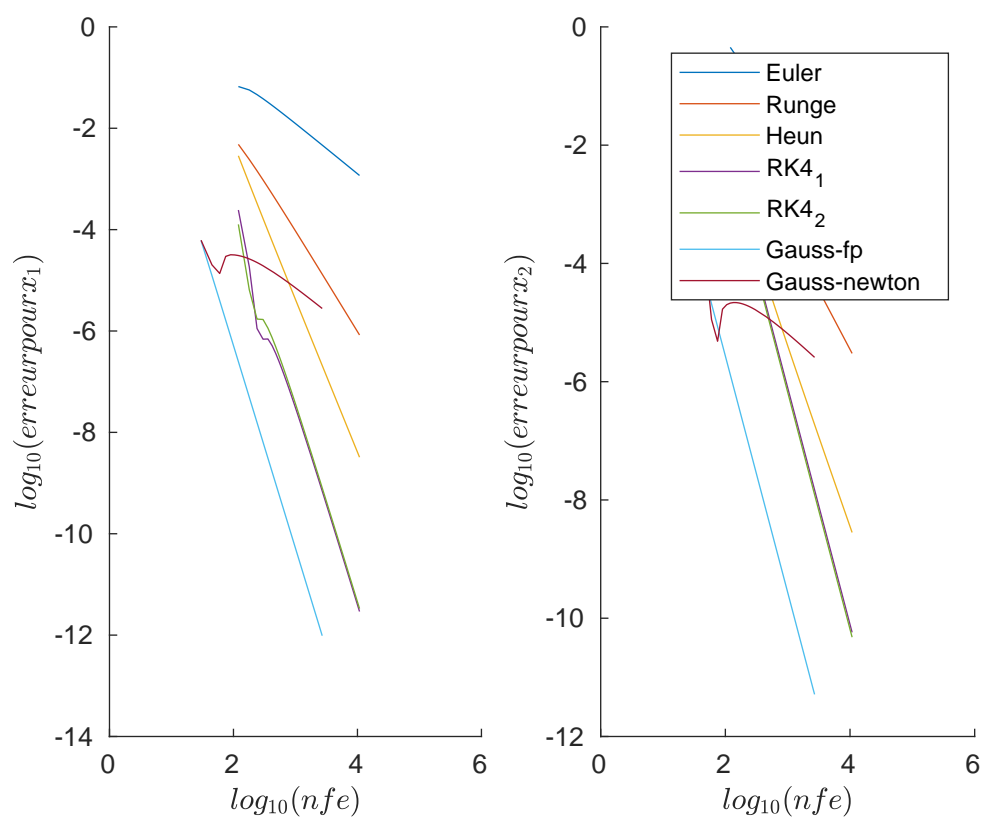 0
-2
-4
-6
-8
-10
-12
-14
0
2
4
6
log10(nfe)
log10(erreurpourx1)
0
-2
-4
-6
-8
-10
-12
0
2
4
6
log10(nfe)
log10(erreurpourx2)
Euler
Runge
Heun
RK41
RK42
Gauss-fp
Gauss-newton